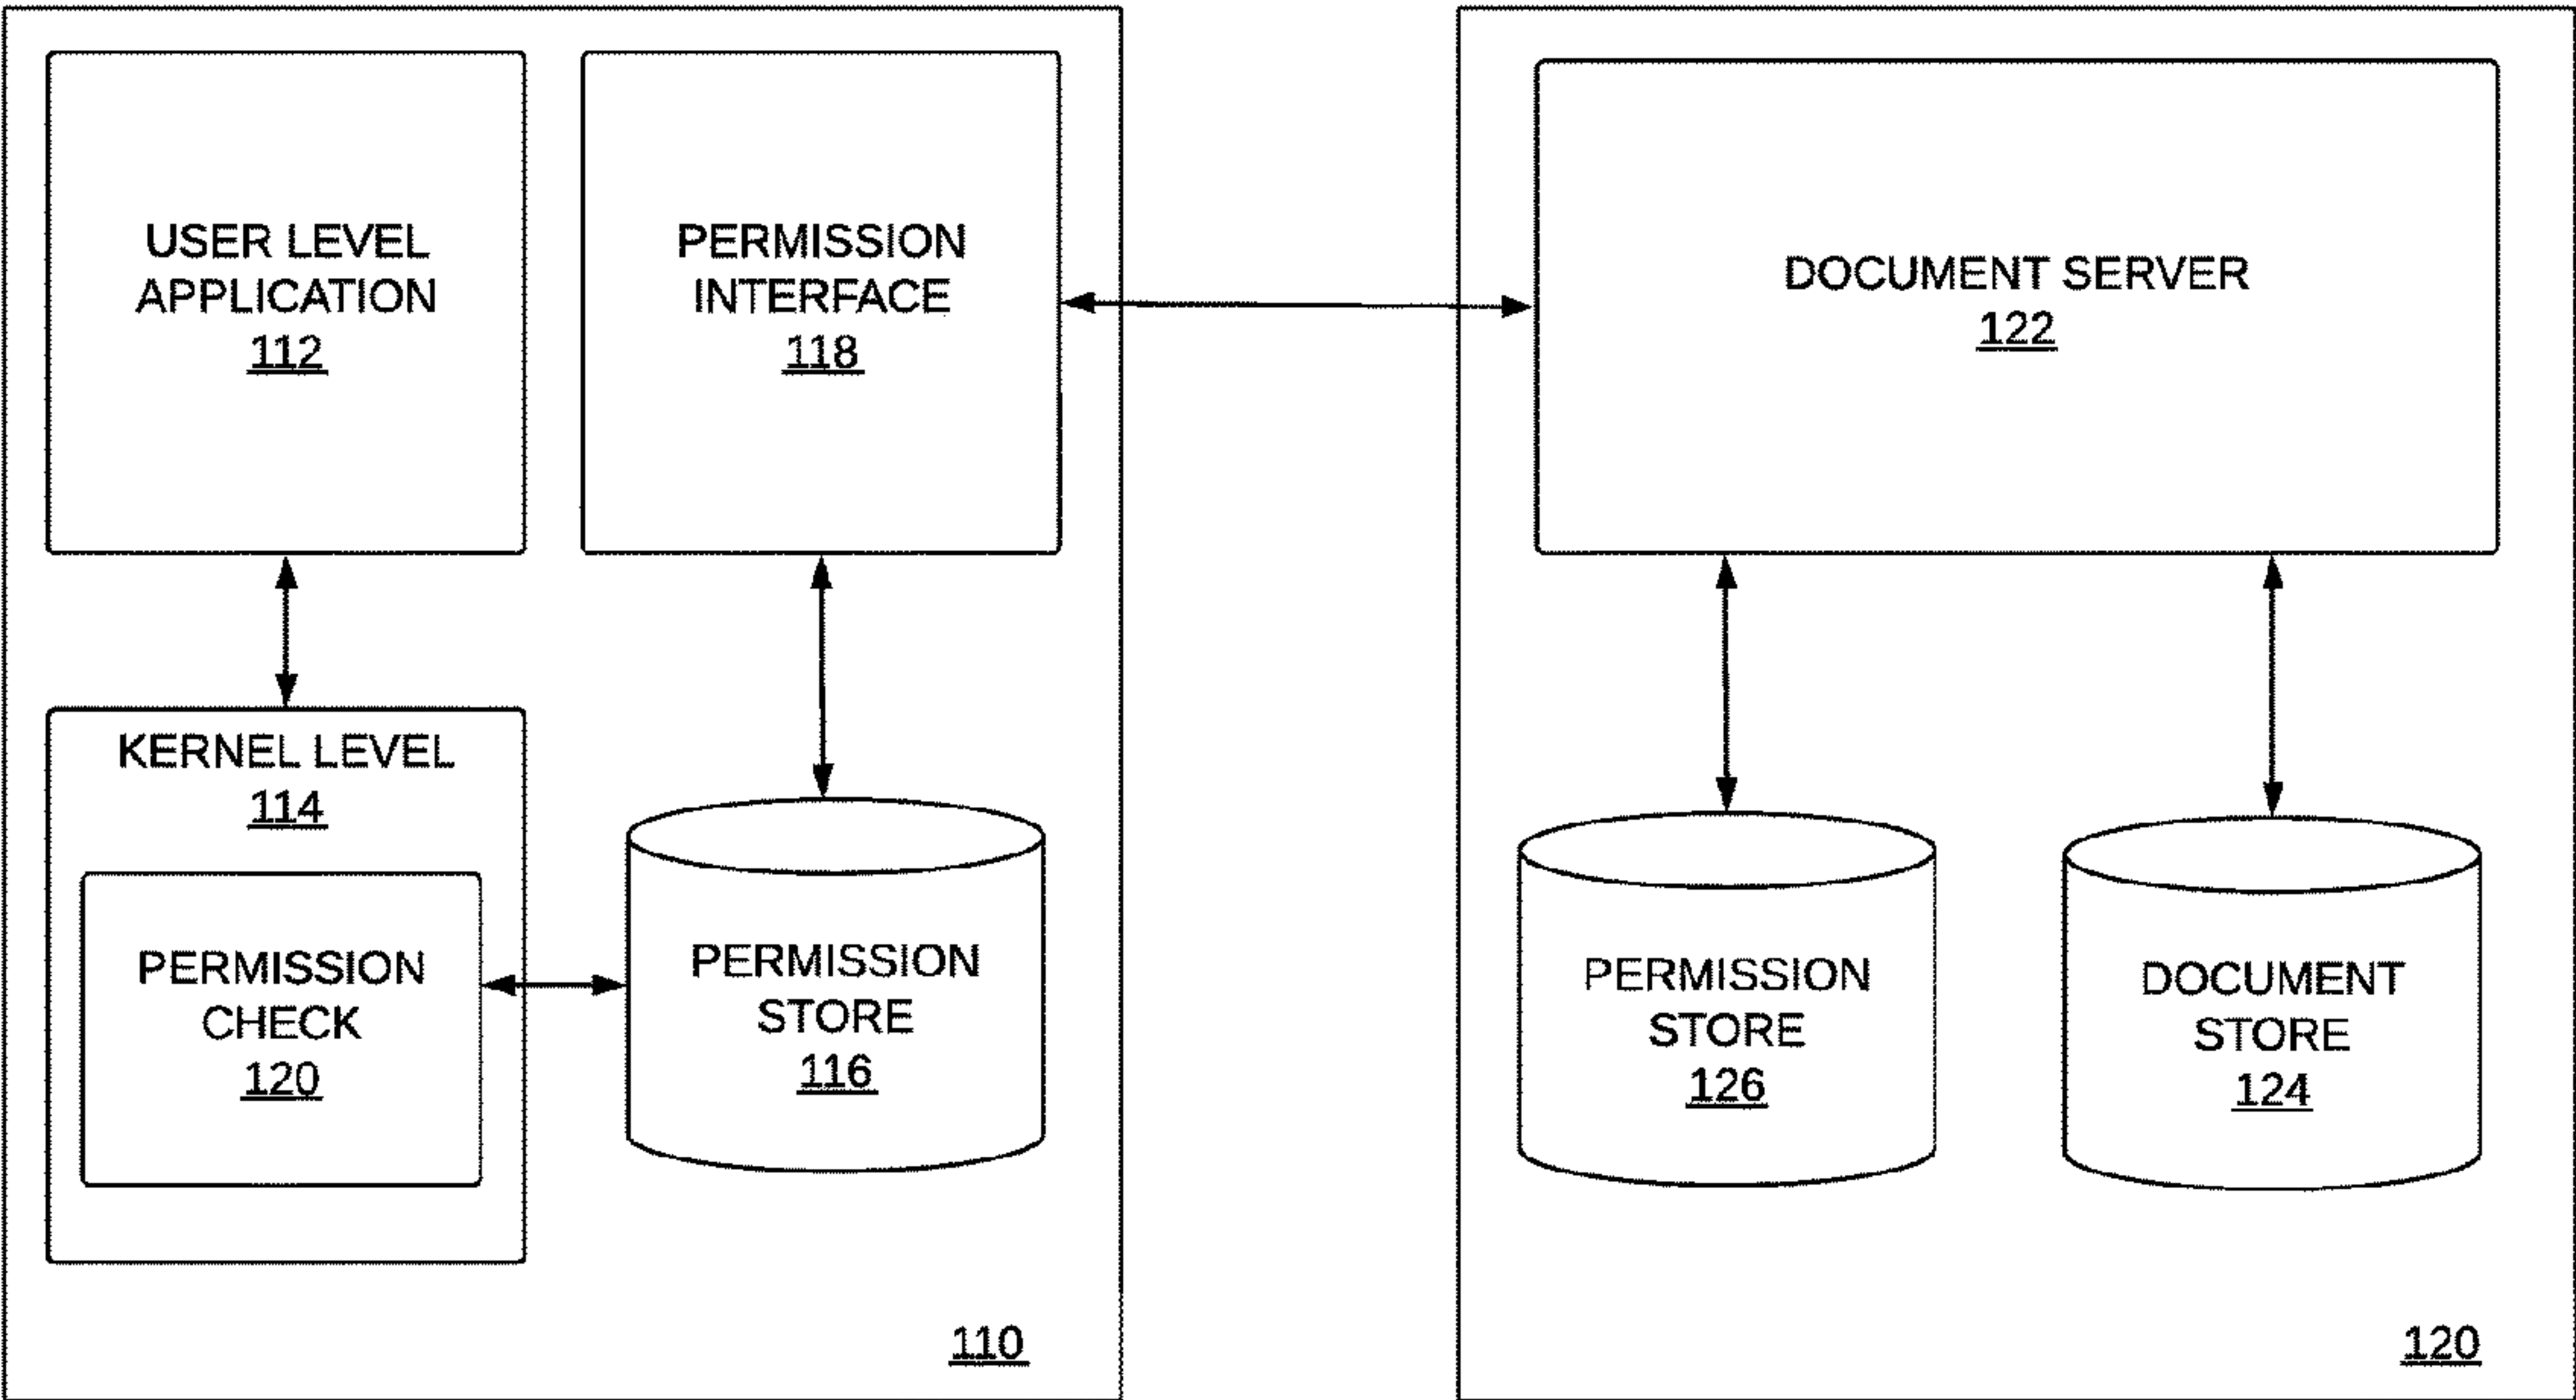 USER LEVEL
APPLICATION
112
PERMISSION
INTERFACE
118
DOCUMENT SERVER
122
KERNEL LEVEL
114
PERMISSION
CHECK
120
PERMISSION
STORE
116
PERMISSION
STORE
126
DOCUMENT
STORE
124
110
120